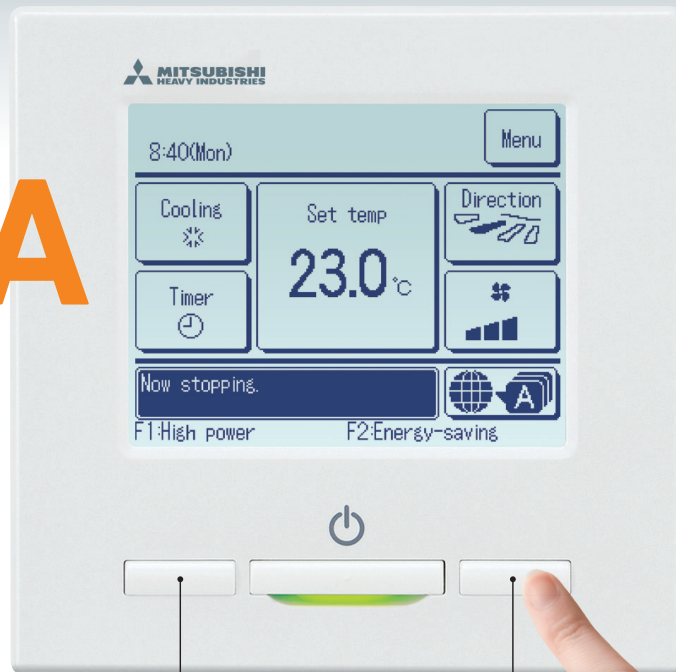 MITSUBISHI
HEAVY INDUSTRIES
8:40(Mon)
Menu
Cooling
Set temp
Direction
23.0℃
Timer
Now stopping.
A
F1:High power
F2:Energy-saving
A